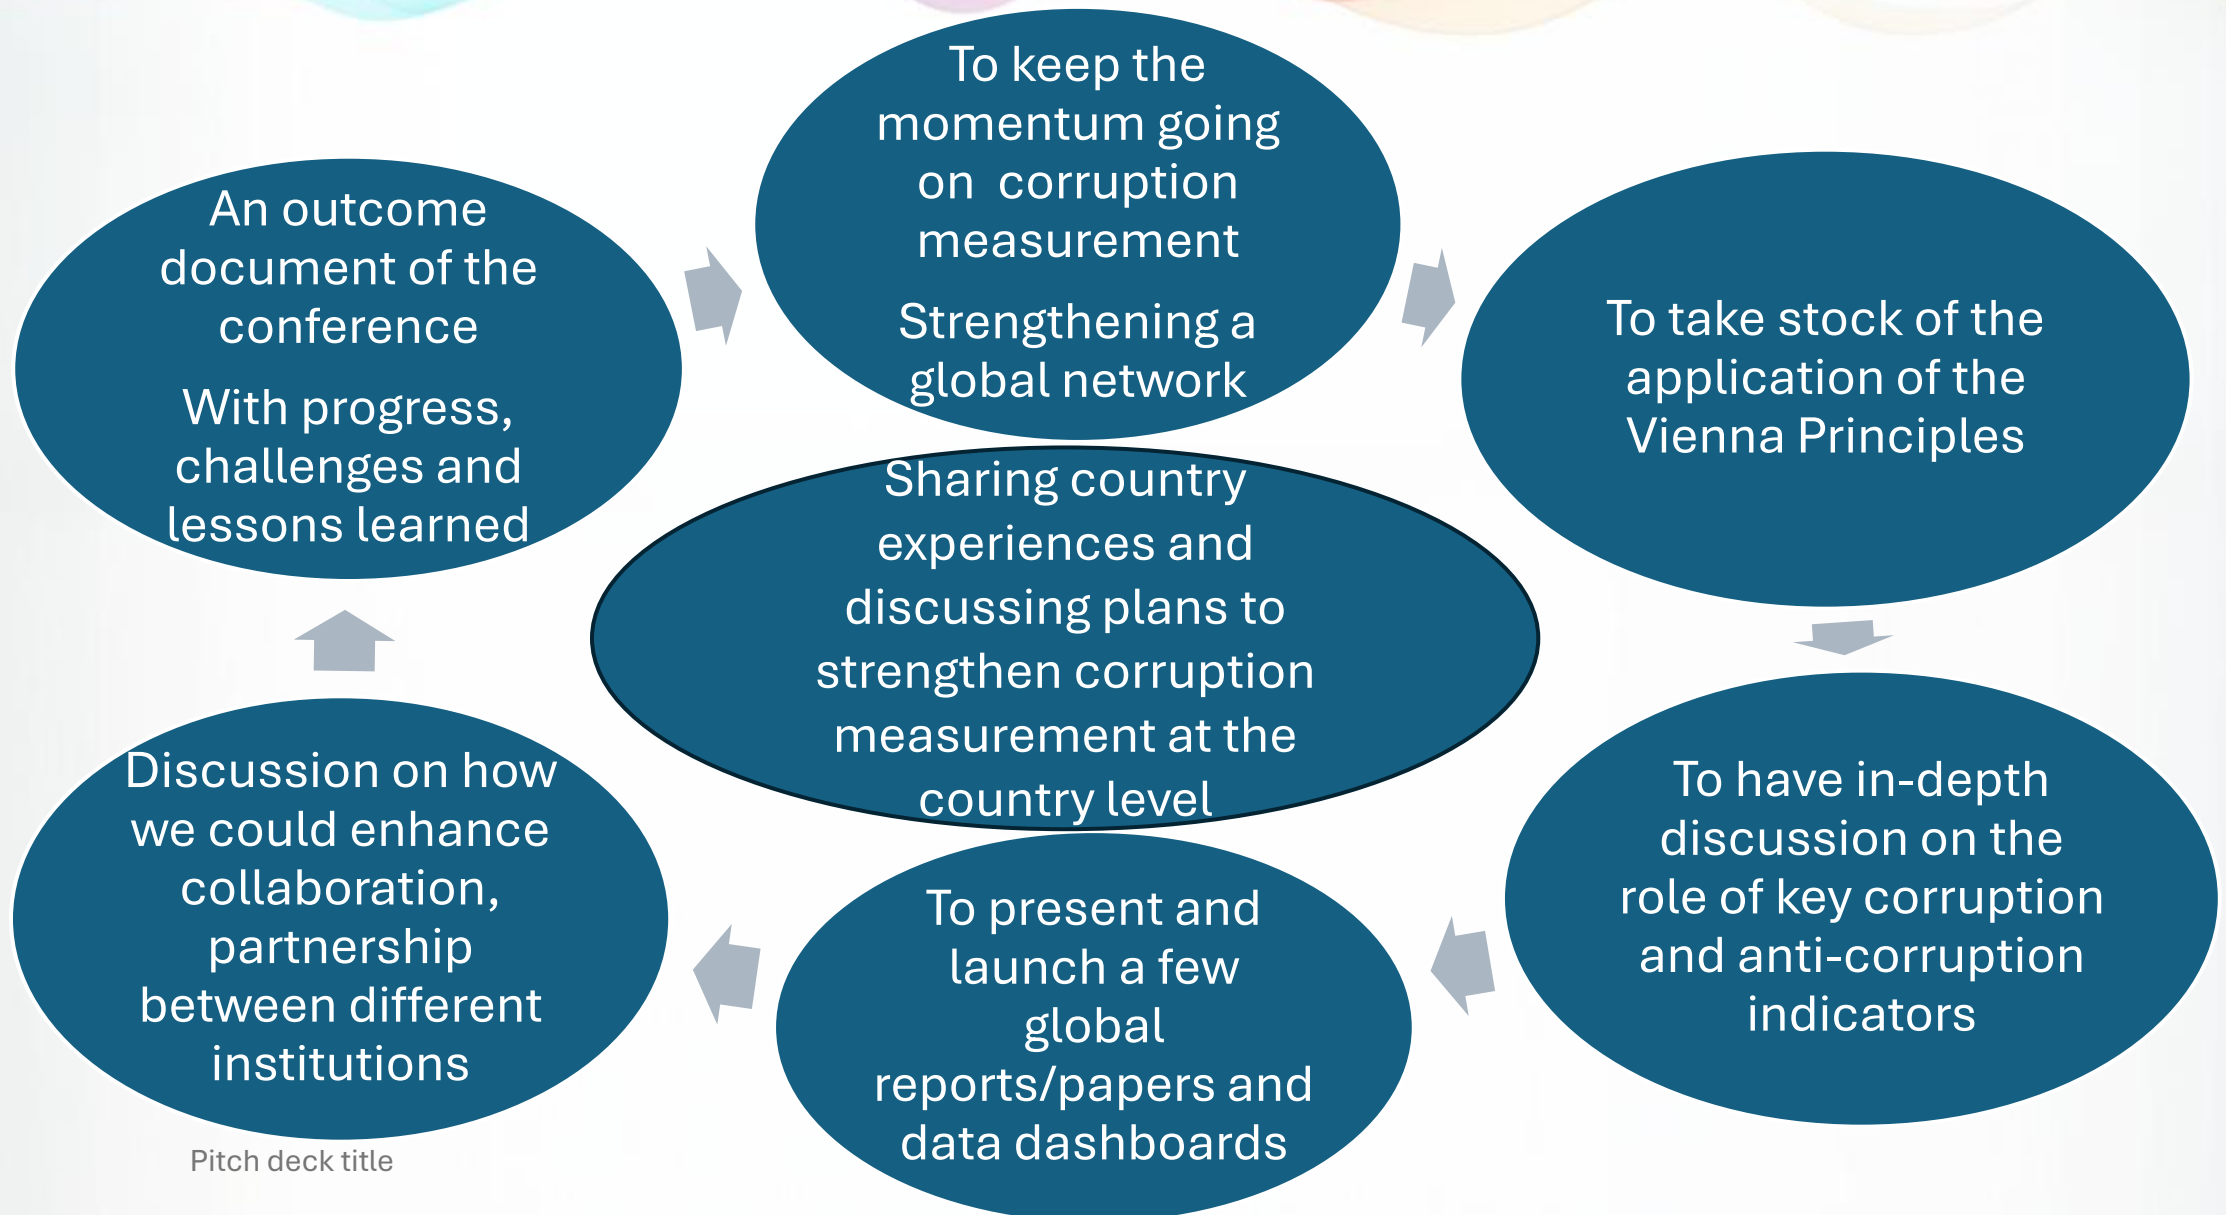 To keep the
momentum going
on  corruption
measurement
Strengthening a
global network
To take stock of the
application of the
Vienna Principles
To have in-depth
discussion on the
role of key corruption
and anti-corruption
indicators
To present and
launch a few
global
reports/papers and
data dashboards
Discussion on how
we could enhance
collaboration,
partnership
between different
institutions
An outcome
document of the
conference
With progress,
challenges and
lessons learned
Sharing country
experiences and
discussing plans to
strengthen corruption
measurement at the
country level
Pitch deck title